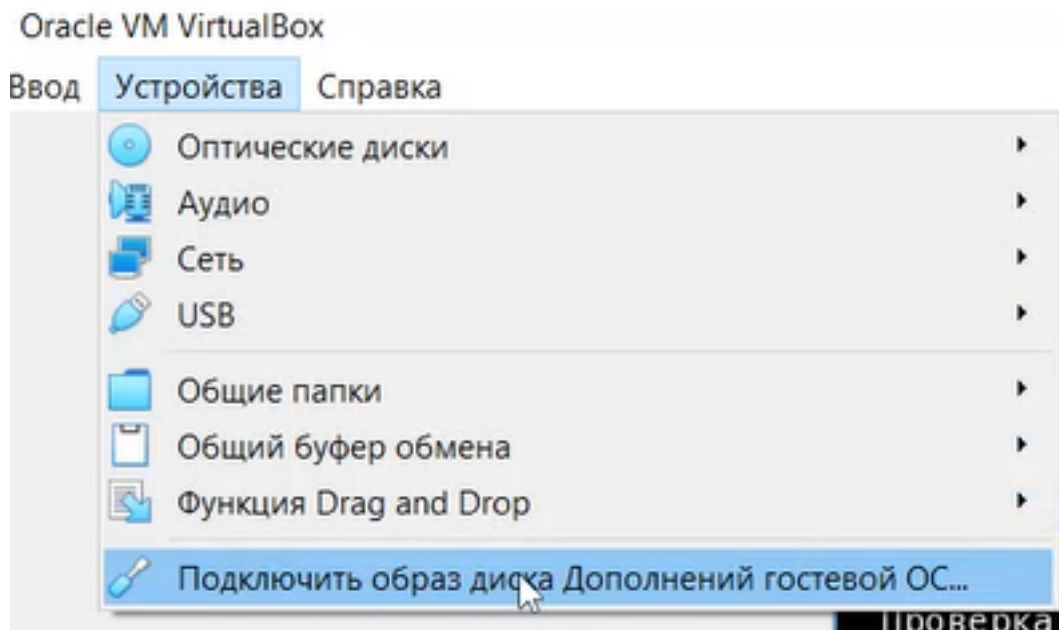 Oracle VM VirtualBox
Ввод Устройства Справка
Оптические диски
Аудио
Сеть
USB
Общие папки
Общий буфер обмена
Функция Drag and Drop
Подключить образ диска Дополнений гостевой ОС...
Проверка